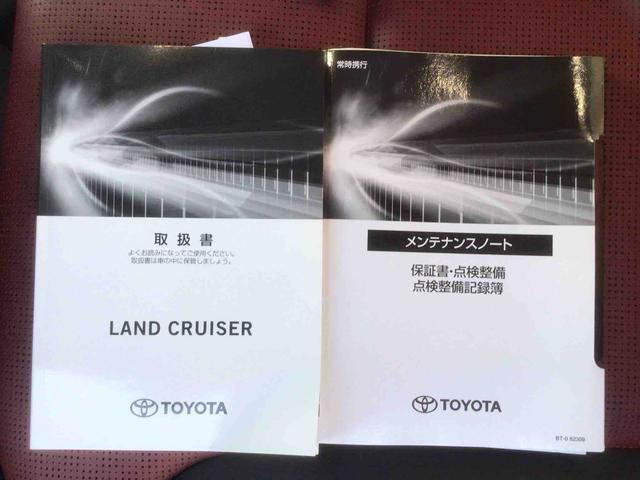 取扱書
よくお読みになってご使用ください。
取扱書は車の中に保管しましょう。
LAND CRUISER
TOYOTA
常時携行
メンテナンスノート
保証書・点検整備
点検整備記録簿
TOYOTA
BT-0 82309